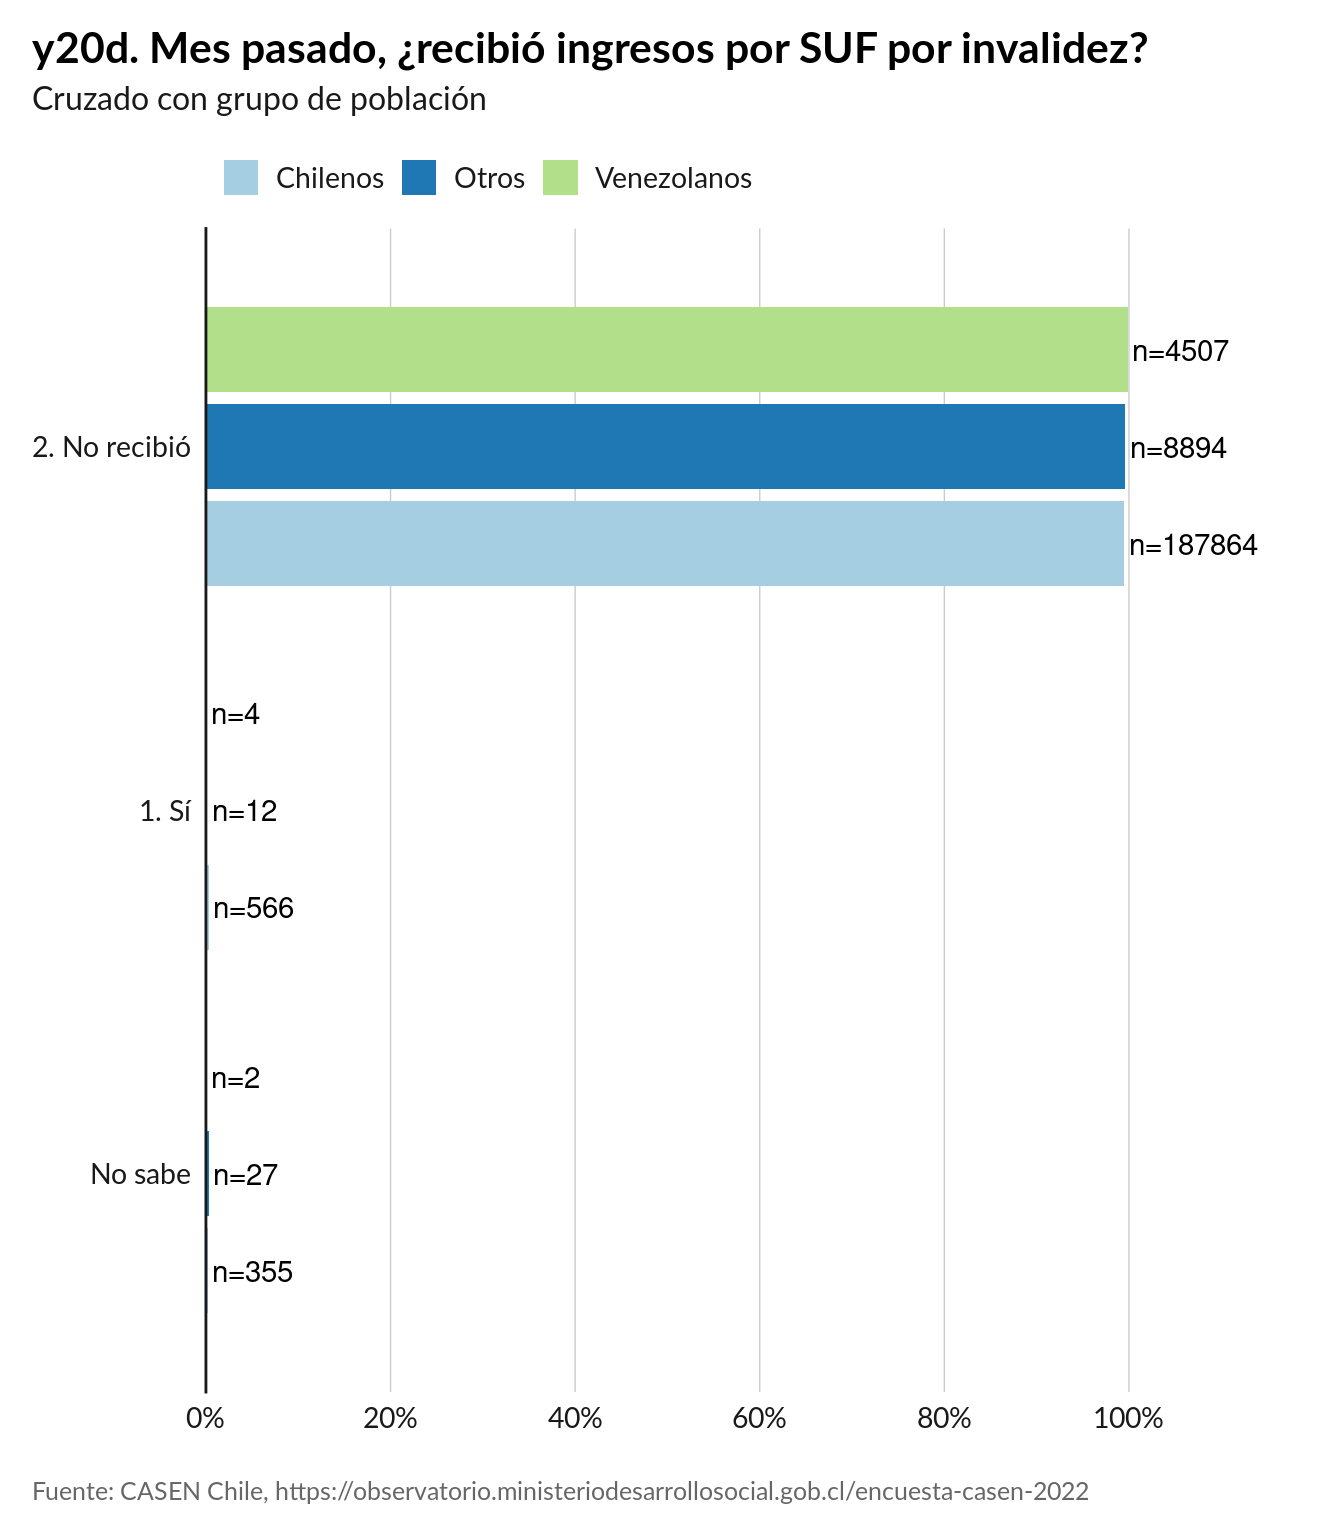 y20d. Mes pasado, ¿recibió ingresos por SUF por invalidez?
Cruzado con grupo de población
Chilenos Otros Venezolanos
n=4507
2. No recibió n=8894
n=187864
n=4
1. Sí n=12
n=566
n=2
No sabe n=27
n=355
0% 20% 40% 60% 80% 100%
Fuente: CASEN Chile, https://observatorio.ministeriodesarrollosocial.gob.cl/encuesta-casen-2022